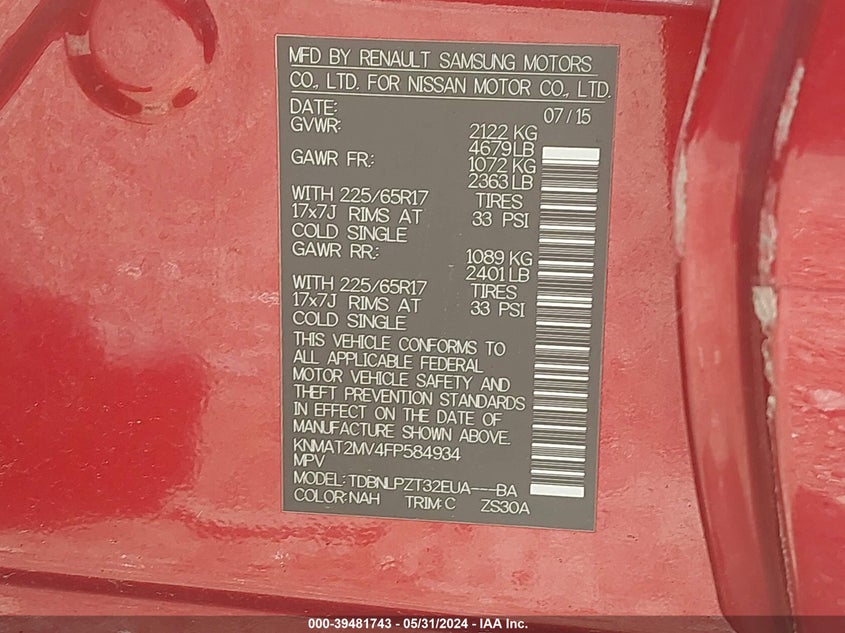 MFD BY RENAULT SAMSUNG MOTORS
CO., LTD. FOR NISSAN MOTOR CO., LTD.
DATE: 07/15
GVWR: 2122 KG
4679 LB
GAWR FR.: 1072 KG
2363 LB
WITH 225/65R17 TIRES
17x7J RIMS AT 33 PSI
COLD SINGLE
GAWR RR.: 1089 KG
2401 LB
WITH 225/65R17 TIRES
17x7J RIMS AT 33 PSI
COLD SINGLE
THIS VEHICLE CONFORMS TO
ALL APPLICABLE FEDERAL
MOTOR VEHICLE SAFETY AND
THEFT PREVENTION STANDARDS
IN EFFECT ON THE DATE OF
MANUFACTURE SHOWN ABOVE.
KNMAT2MV4FP584934
MPV
MODEL: TDBNLPZT32EUA---BA
COLOR: NAH TRIM: C ZS30A
000-39481743 / 05/31/2024 - IAA Inc.